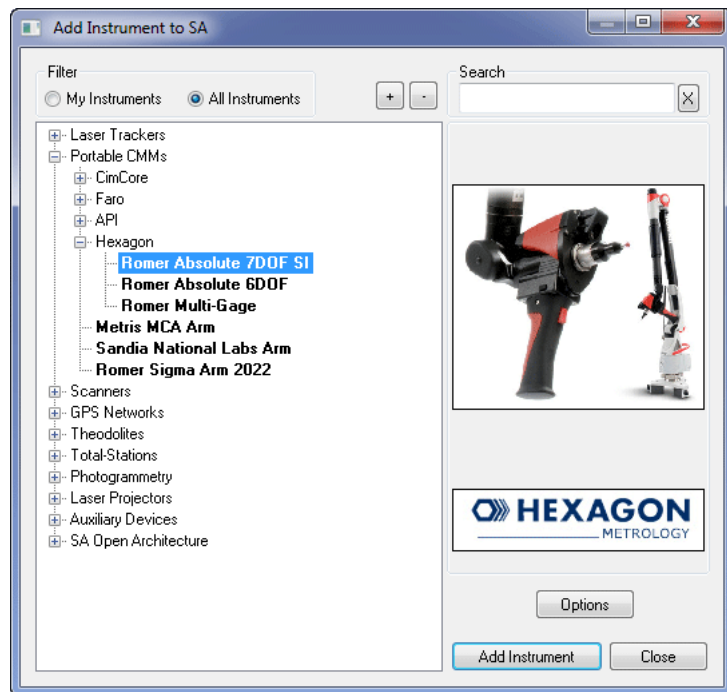 Add Instrument to SA
Filter
My Instruments
All Instruments
+
-
Search
X
Laser Trackers
Portable CMMs
CimCore
Faro
API
Hexagon
Romer Absolute 7DOF SI
Romer Absolute 6DOF
Romer Multi-Gage
Metris MCA Arm
Sandia National Labs Arm
Romer Sigma Arm 2022
Scanners
GPS Networks
Theodolites
Total-Stations
Photogrammetry
Laser Projectors
Auxiliary Devices
SA Open Architecture
HEXAGON
METROLOGY
Options
Add Instrument
Close